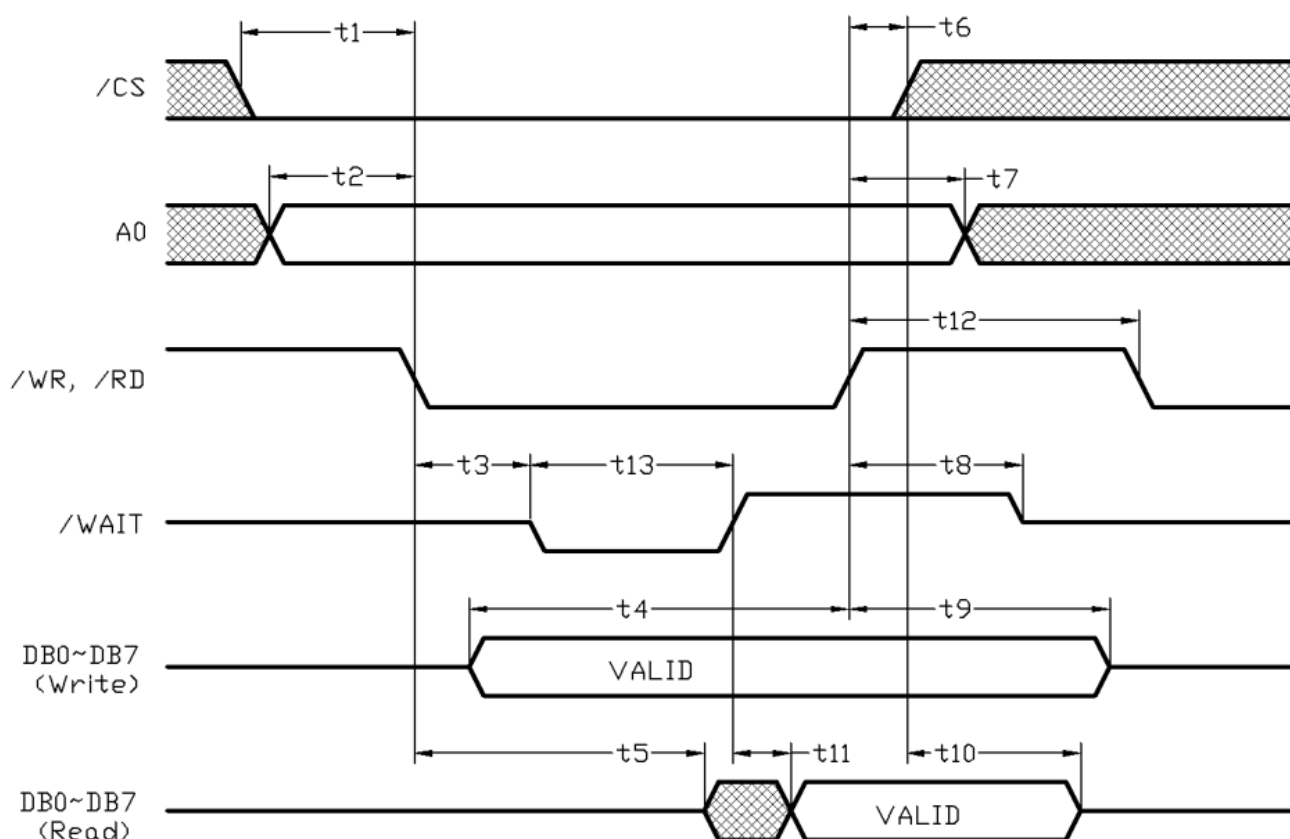 t1
t6
/CS
t2
t7
A0
t12
/WR, /RD
t3
t13
t8
/WAIT
t4
t9
DB0~DB7
(Write)
VALID
t5
t11
t10
DB0~DB7
(Read)
VALID